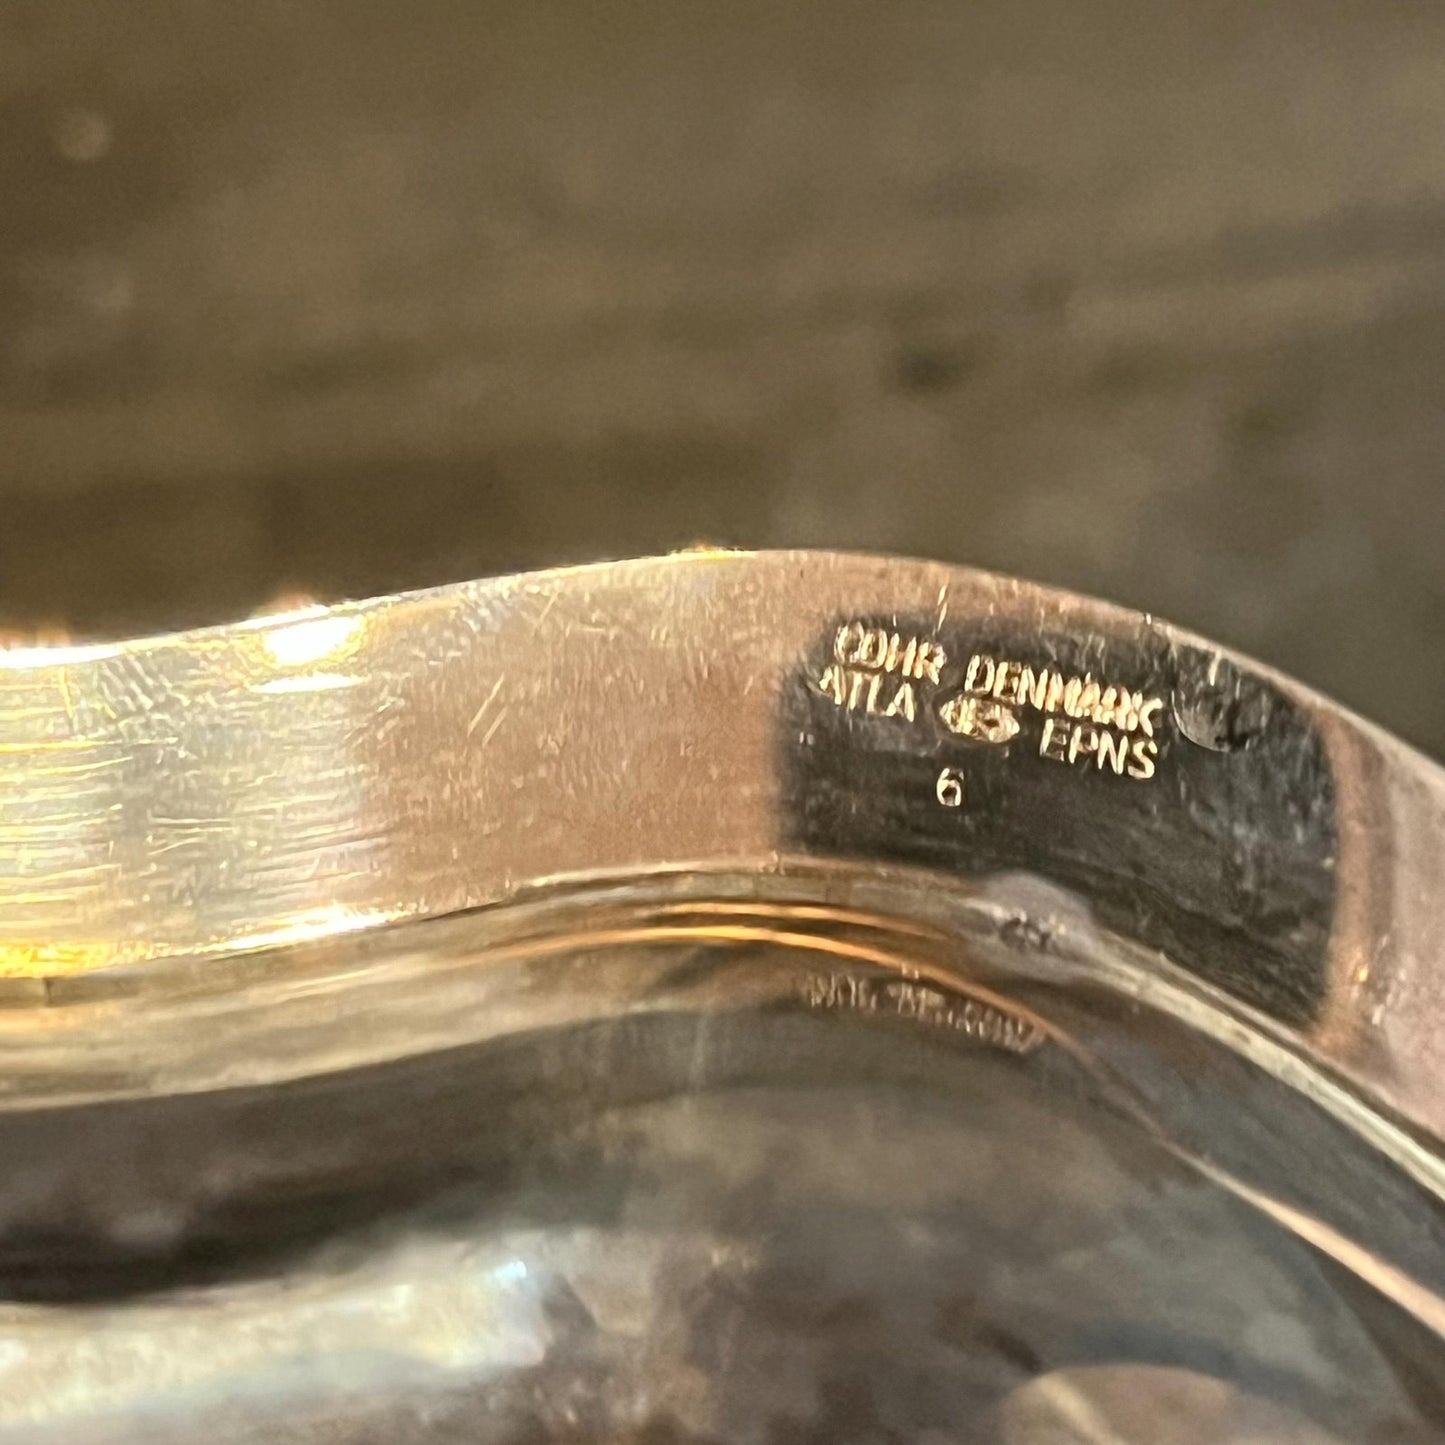 COHR DENMARK
ATLA EPNS
6